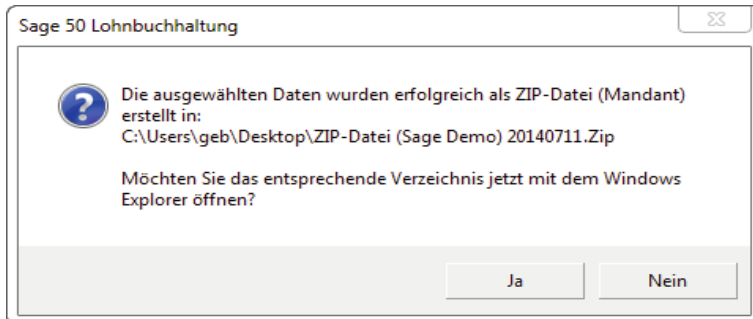 Sage 50 Lohnbuchhaltung
Die ausgewählten Daten wurden erfolgreich als ZIP-Datei (Mandant)
erstellt in:
C:\Users\geb\Desktop\ZIP-Datei (Sage Demo) 20140711.Zip
Möchten Sie das entsprechende Verzeichnis jetzt mit dem Windows
Explorer öffnen?
Ja
Nein